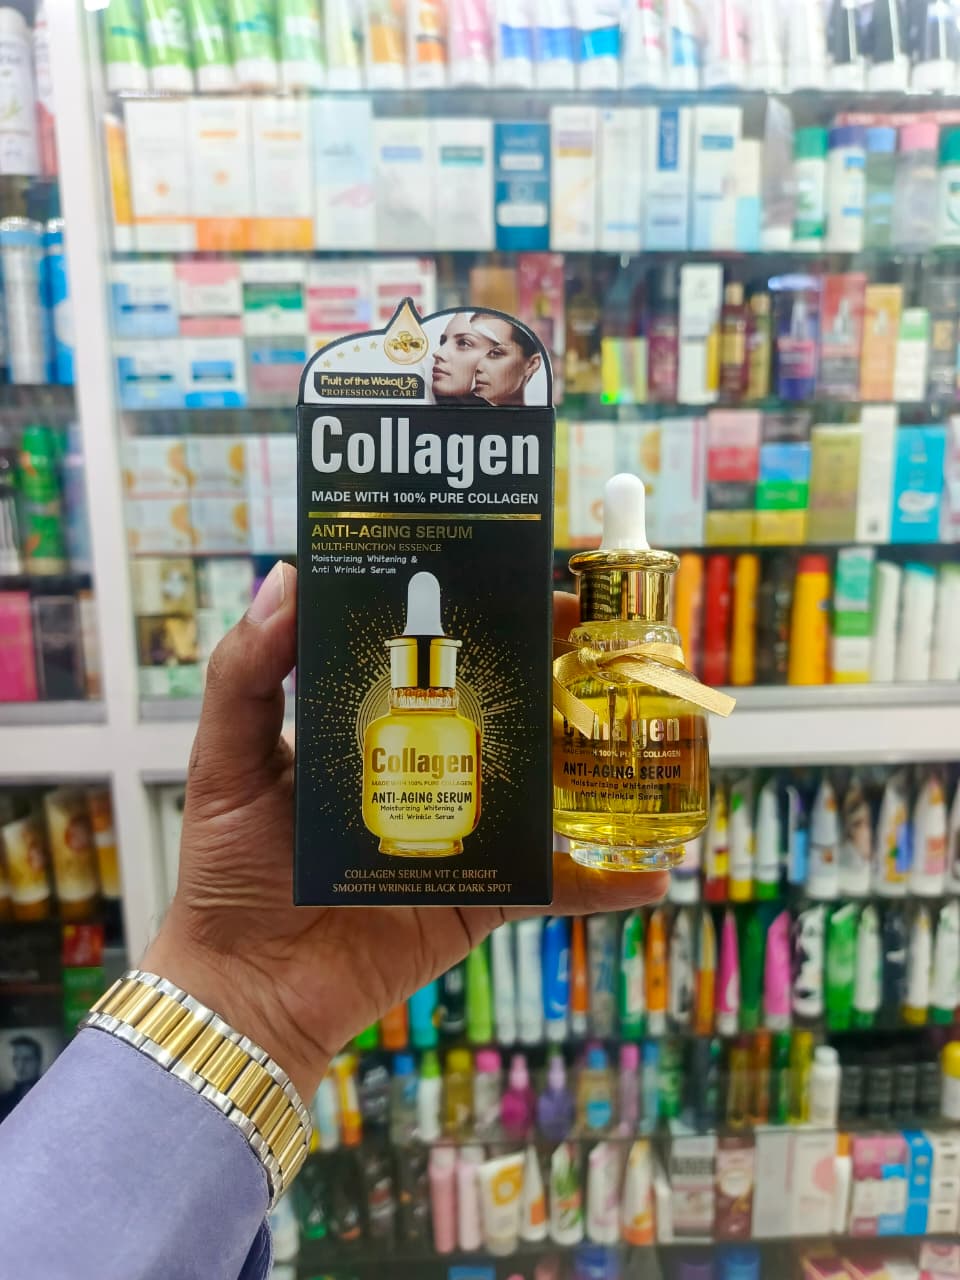 Fruit of the Wokali
PROFESSIONAL CARE
Collagen
MADE WITH 100% PURE COLLAGEN
ANTI-AGING SERUM
MULTI-FUNCTION ESSENCE
Moisturizing Whitening &
Anti Wrinkle Serum
Collagen
MADE WITH 100% PURE COLLAGEN
ANTI-AGING SERUM
Moisturizing Whitening &
Anti Wrinkle Serum
COLLAGEN SERUM VIT C BRIGHT
SMOOTH WRINKLE BLACK DARK SPOT
Collagen
MADE WITH 100% PURE COLLAGEN
ANTI-AGING SERUM
Moisturizing Whitening &
Anti Wrinkle Serum